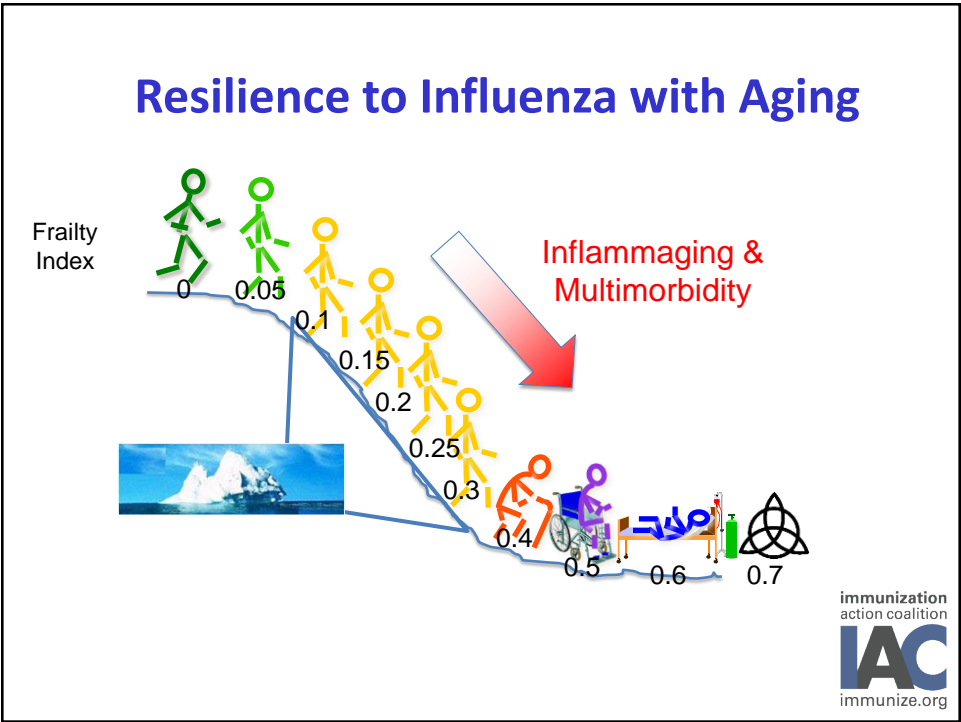 Resilience to Influenza with Aging
Frailty
Index
Inflammaging &
Multimorbidity
0
0.05
0.1
0.15
0.2
0.25
0.3
0.4
0.5
0.6
0.7
immunization
action coalition
IAC
immunize.org